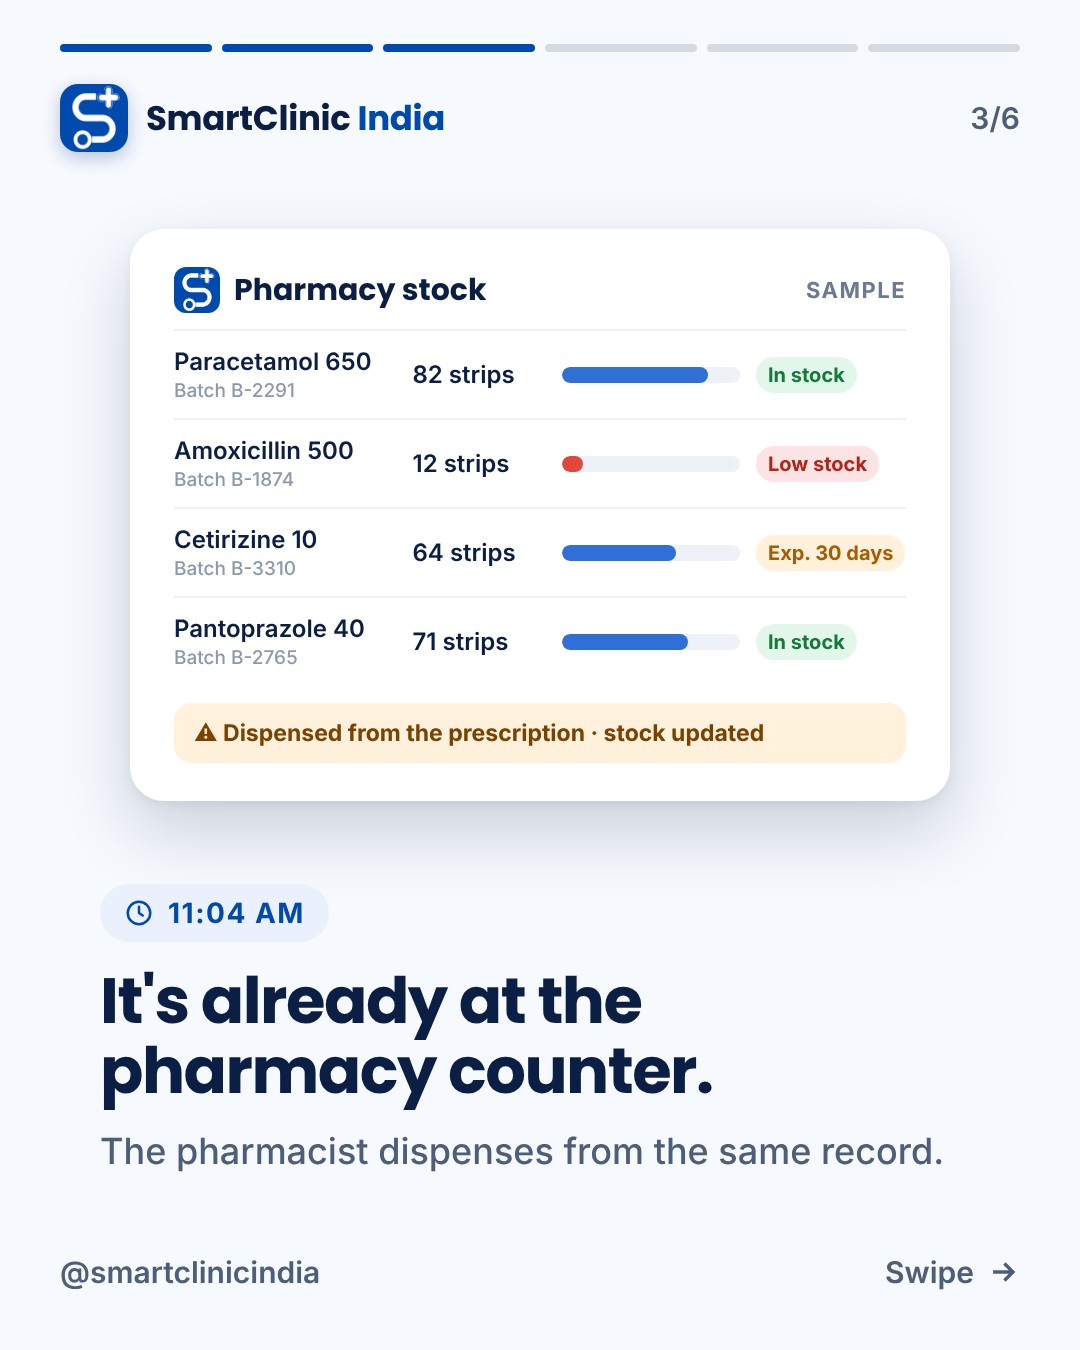 SmartClinic India
3/6
Pharmacy stock
SAMPLE
Paracetamol 650
Batch B-2291
82 strips
In stock
Amoxicillin 500
Batch B-1874
12 strips
Low stock
Cetirizine 10
Batch B-3310
64 strips
Exp. 30 days
Pantoprazole 40
Batch B-2765
71 strips
In stock
⚠ Dispensed from the prescription · stock updated
11:04 AM
It's already at the
pharmacy counter.
The pharmacist dispenses from the same record.
@smartclinicindia
Swipe →